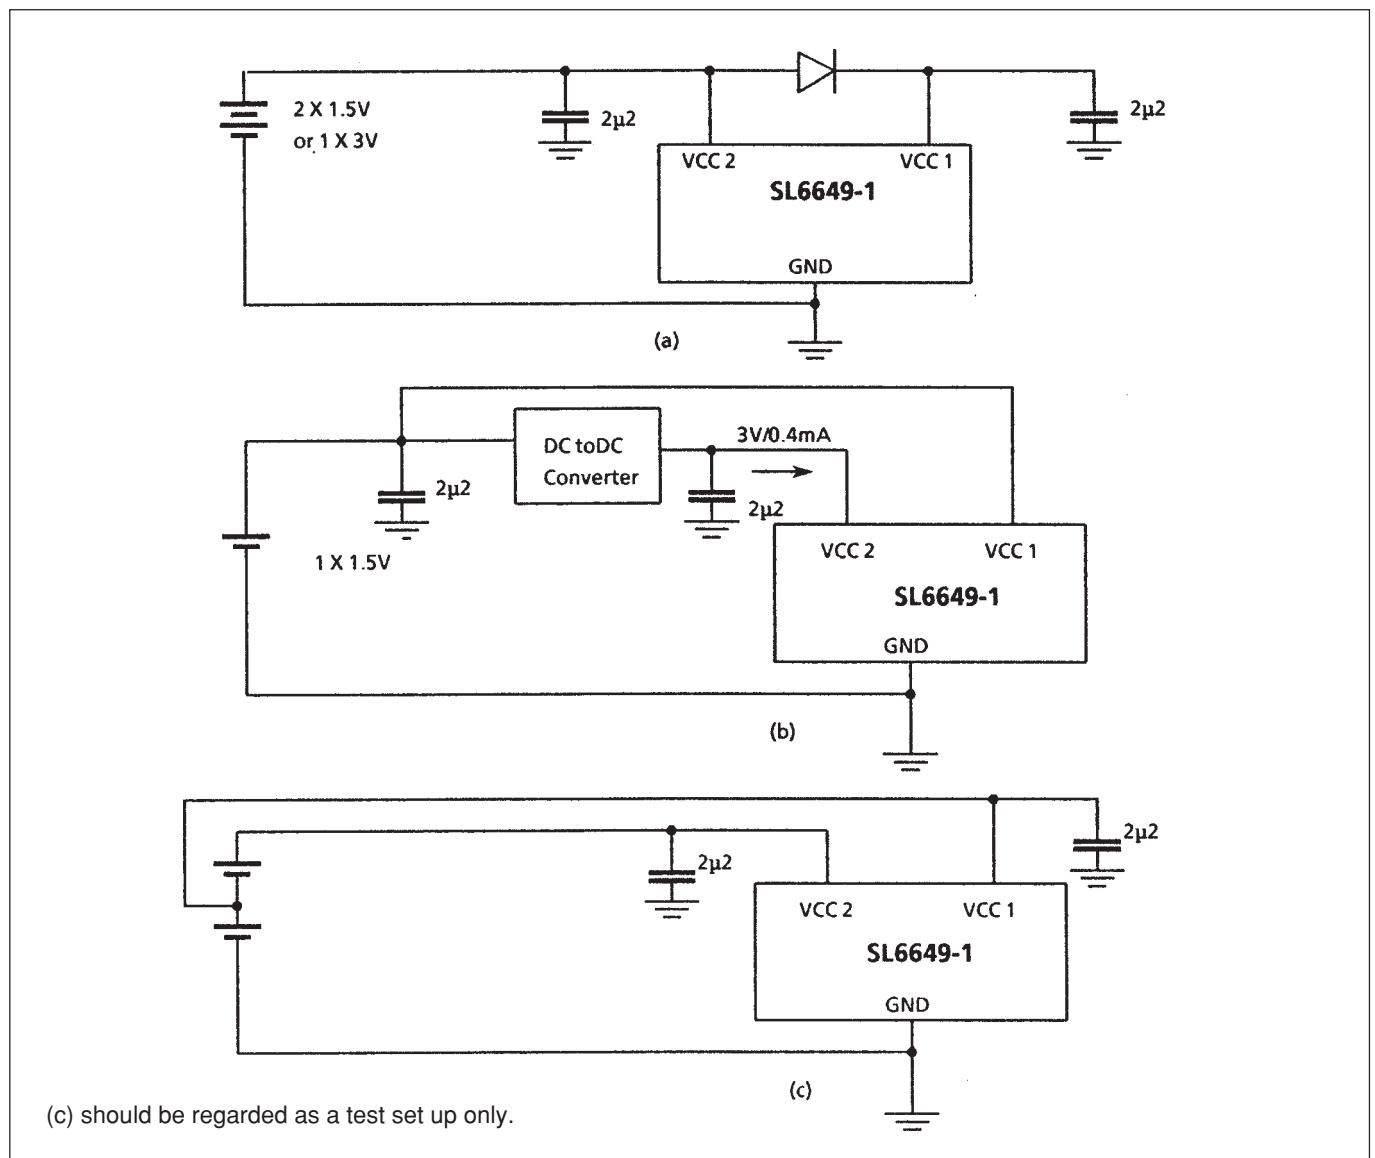 2 X 1.5V
or 1 X 3V
2µ2
2µ2
VCC 2
VCC 1
SL6649-1
GND
(a)
DC toDC
Converter
3V/0.4mA
2µ2
2µ2
1 X 1.5V
VCC 2
VCC 1
SL6649-1
GND
(b)
2µ2
2µ2
VCC 2
VCC 1
SL6649-1
GND
(c)
(c) should be regarded as a test set up only.